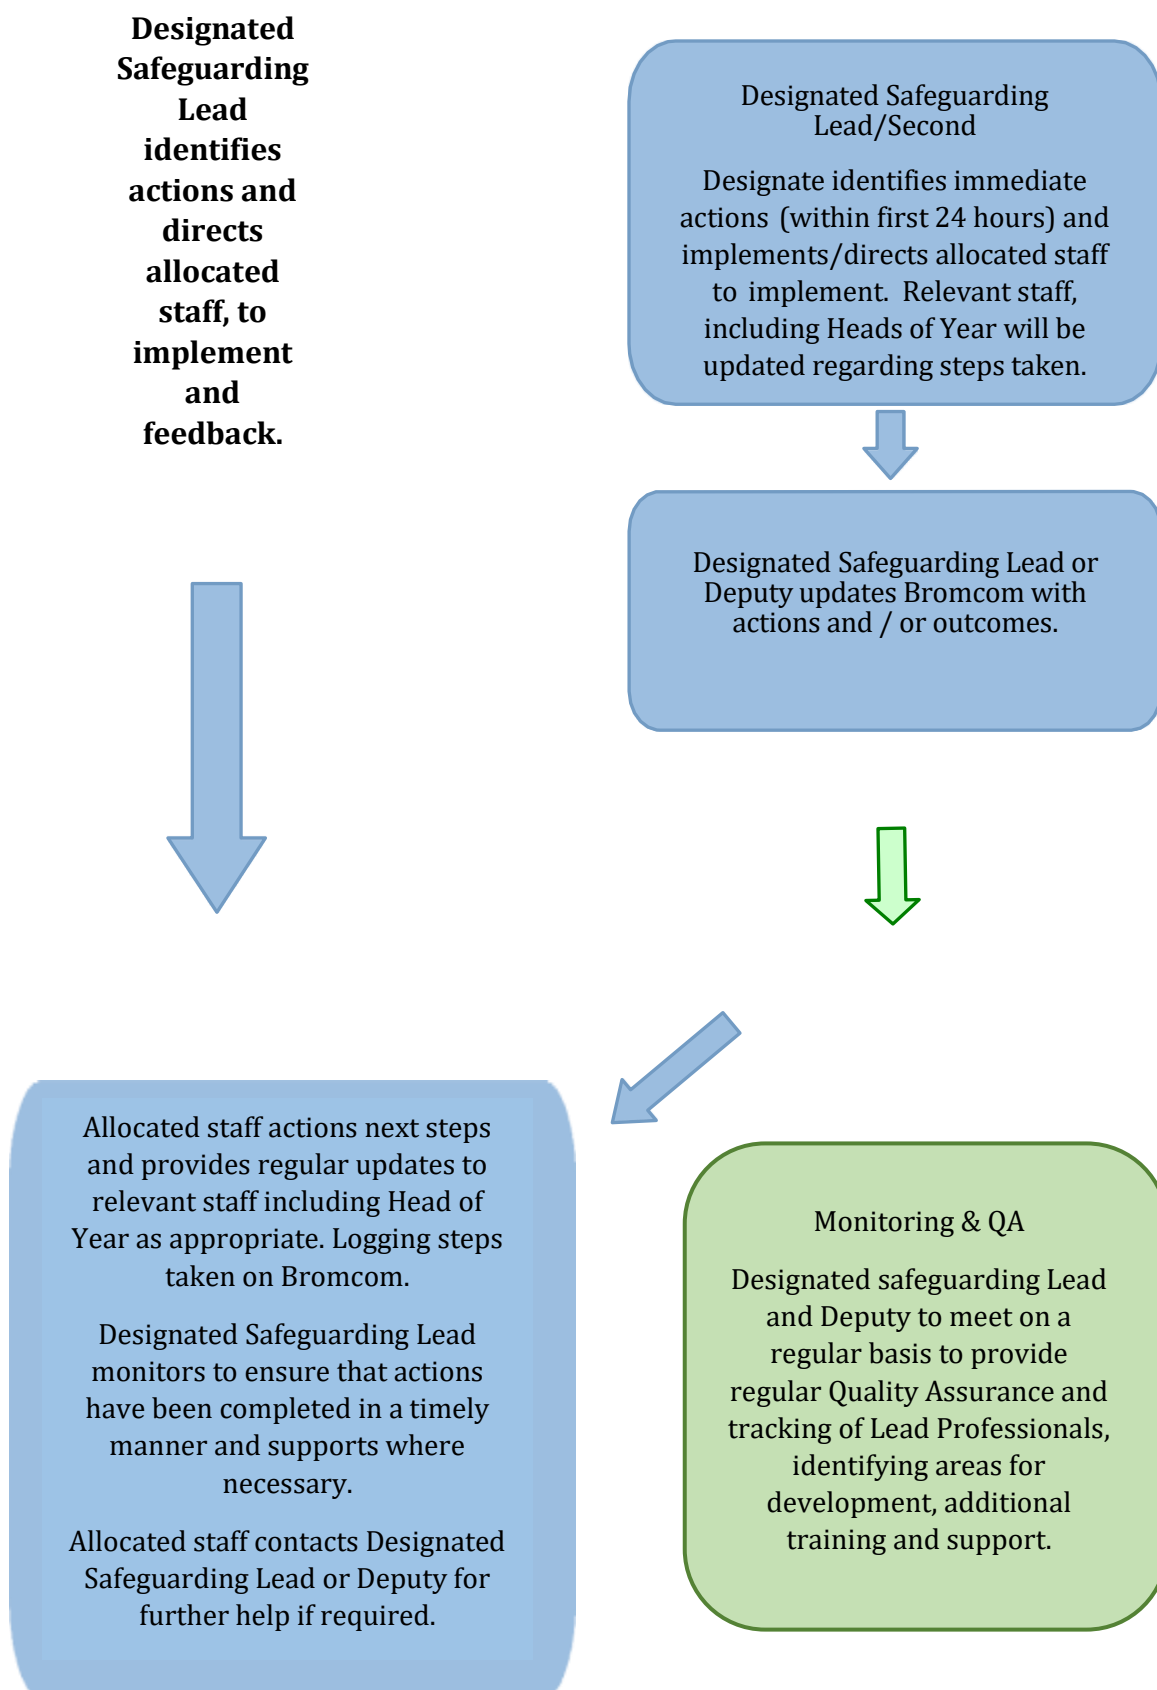 Designated
Safeguarding
Lead
identifies
actions and
directs
allocated
staff, to
implement
and
feedback.
Designated Safeguarding
Lead/Second
Designate identifies immediate
actions (within first 24 hours) and
implements/directs allocated staff
to implement. Relevant staff,
including Heads of Year will be
updated regarding steps taken.
Designated Safeguarding Lead or
Deputy updates Bromcom with
actions and / or outcomes.
Allocated staff actions next steps
and provides regular updates to
relevant staff including Head of
Year as appropriate. Logging steps
taken on Bromcom.
Designated Safeguarding Lead
monitors to ensure that actions
have been completed in a timely
manner and supports where
necessary.
Allocated staff contacts Designated
Safeguarding Lead or Deputy for
further help if required.
Monitoring & QA
Designated safeguarding Lead
and Deputy to meet on a
regular basis to provide
regular Quality Assurance and
tracking of Lead Professionals,
identifying areas for
development, additional
training and support.